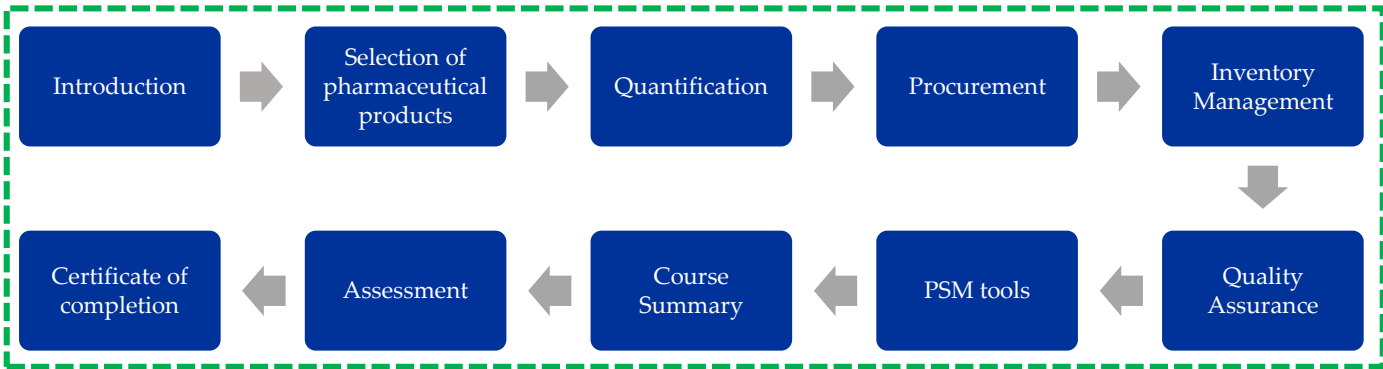 Introduction
Selection of
pharmaceutical
products
Quantification
Procurement
Inventory
Management
Quality
Assurance
PSM tools
Course
Summary
Assessment
Certificate of
completion